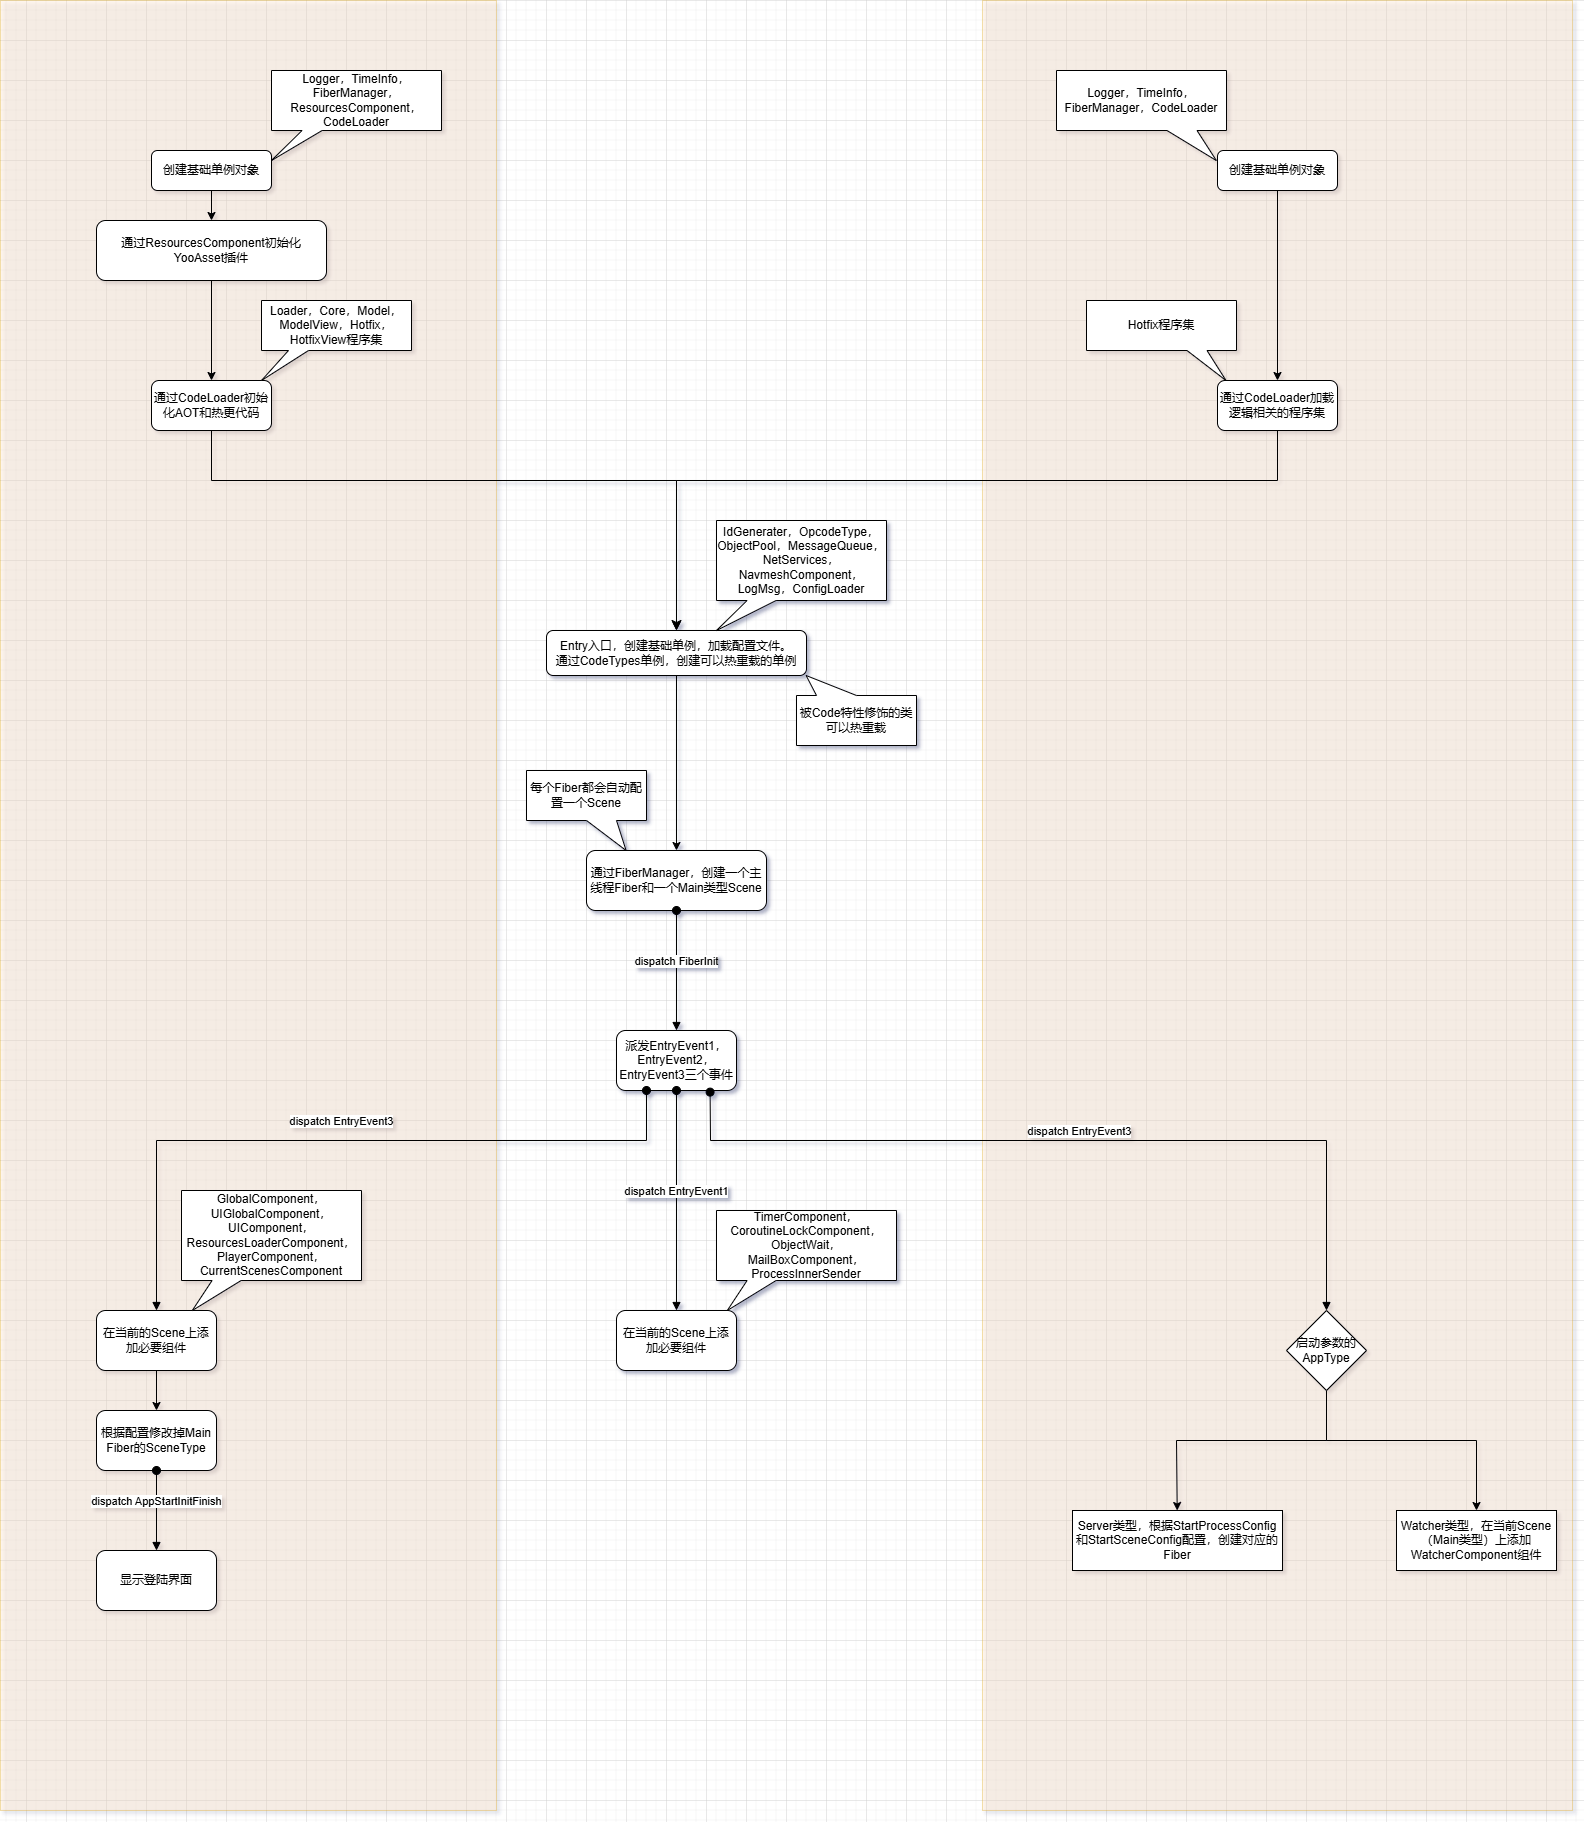 Logger，TimeInfo，
FiberManager，
ResourcesComponent，
CodeLoader
创建基础单例对象
通过ResourcesComponent初始化
YooAsset插件
Loader，Core，Model，
ModelView，Hotfix，
HotfixView程序集
通过CodeLoader初始
化AOT和热更代码
Logger，TimeInfo，
FiberManager，CodeLoader
创建基础单例对象
Hotfix程序集
通过CodeLoader加载
逻辑相关的程序集
IdGenerater，OpcodeType，
ObjectPool，MessageQueue，
NetServices，
NavmeshComponent，
LogMsg，ConfigLoader
Entry入口，创建基础单例，加载配置文件。
通过CodeTypes单例，创建可以热重载的单例
被Code特性修饰的类
可以热重载
每个Fiber都会自动配
置一个Scene
通过FiberManager，创建一个主
线程Fiber和一个Main类型Scene
dispatch FiberInit
派发EntryEvent1，
EntryEvent2，
EntryEvent3三个事件
dispatch EntryEvent3
GlobalComponent，
UIGlobalComponent，
UIComponent，
ResourcesLoaderComponent，
PlayerComponent，
CurrentScenesComponent
在当前的Scene上添
加必要组件
根据配置修改掉Main
Fiber的SceneType
dispatch AppStartInitFinish
显示登陆界面
dispatch EntryEvent1
TimerComponent，
CoroutineLockComponent，
ObjectWait，
MailBoxComponent，
ProcessInnerSender
在当前的Scene上添
加必要组件
dispatch EntryEvent3
启动参数的
AppType
Server类型，根据StartProcessConfig
和StartSceneConfig配置，创建对应的
Fiber
Watcher类型，在当前Scene
（Main类型）上添加
WatcherComponent组件